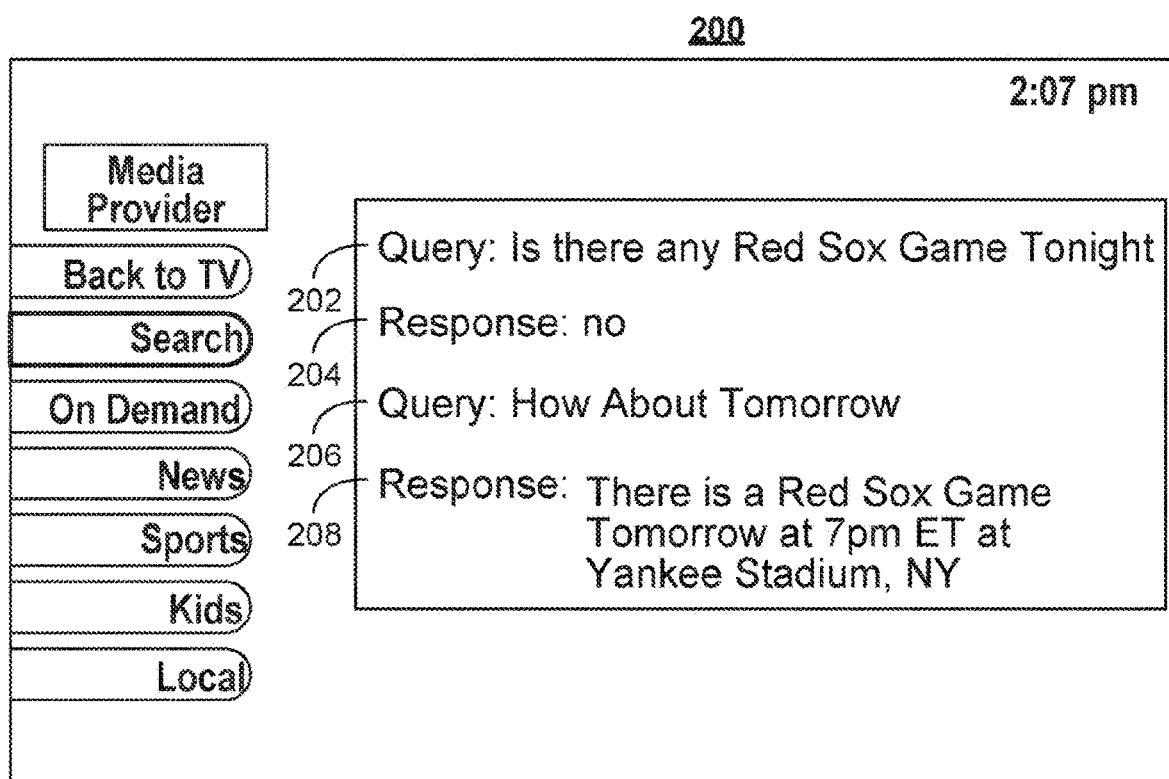 200
2:07 pm
Media
Provider
Back to TV
Search
On Demand
News
Sports
Kids
Local
Query: Is there any Red Sox Game Tonight
202
Response: no
204
Query: How About Tomorrow
206
Response: There is a Red Sox Game
208
Tomorrow at 7pm ET at
Yankee Stadium, NY